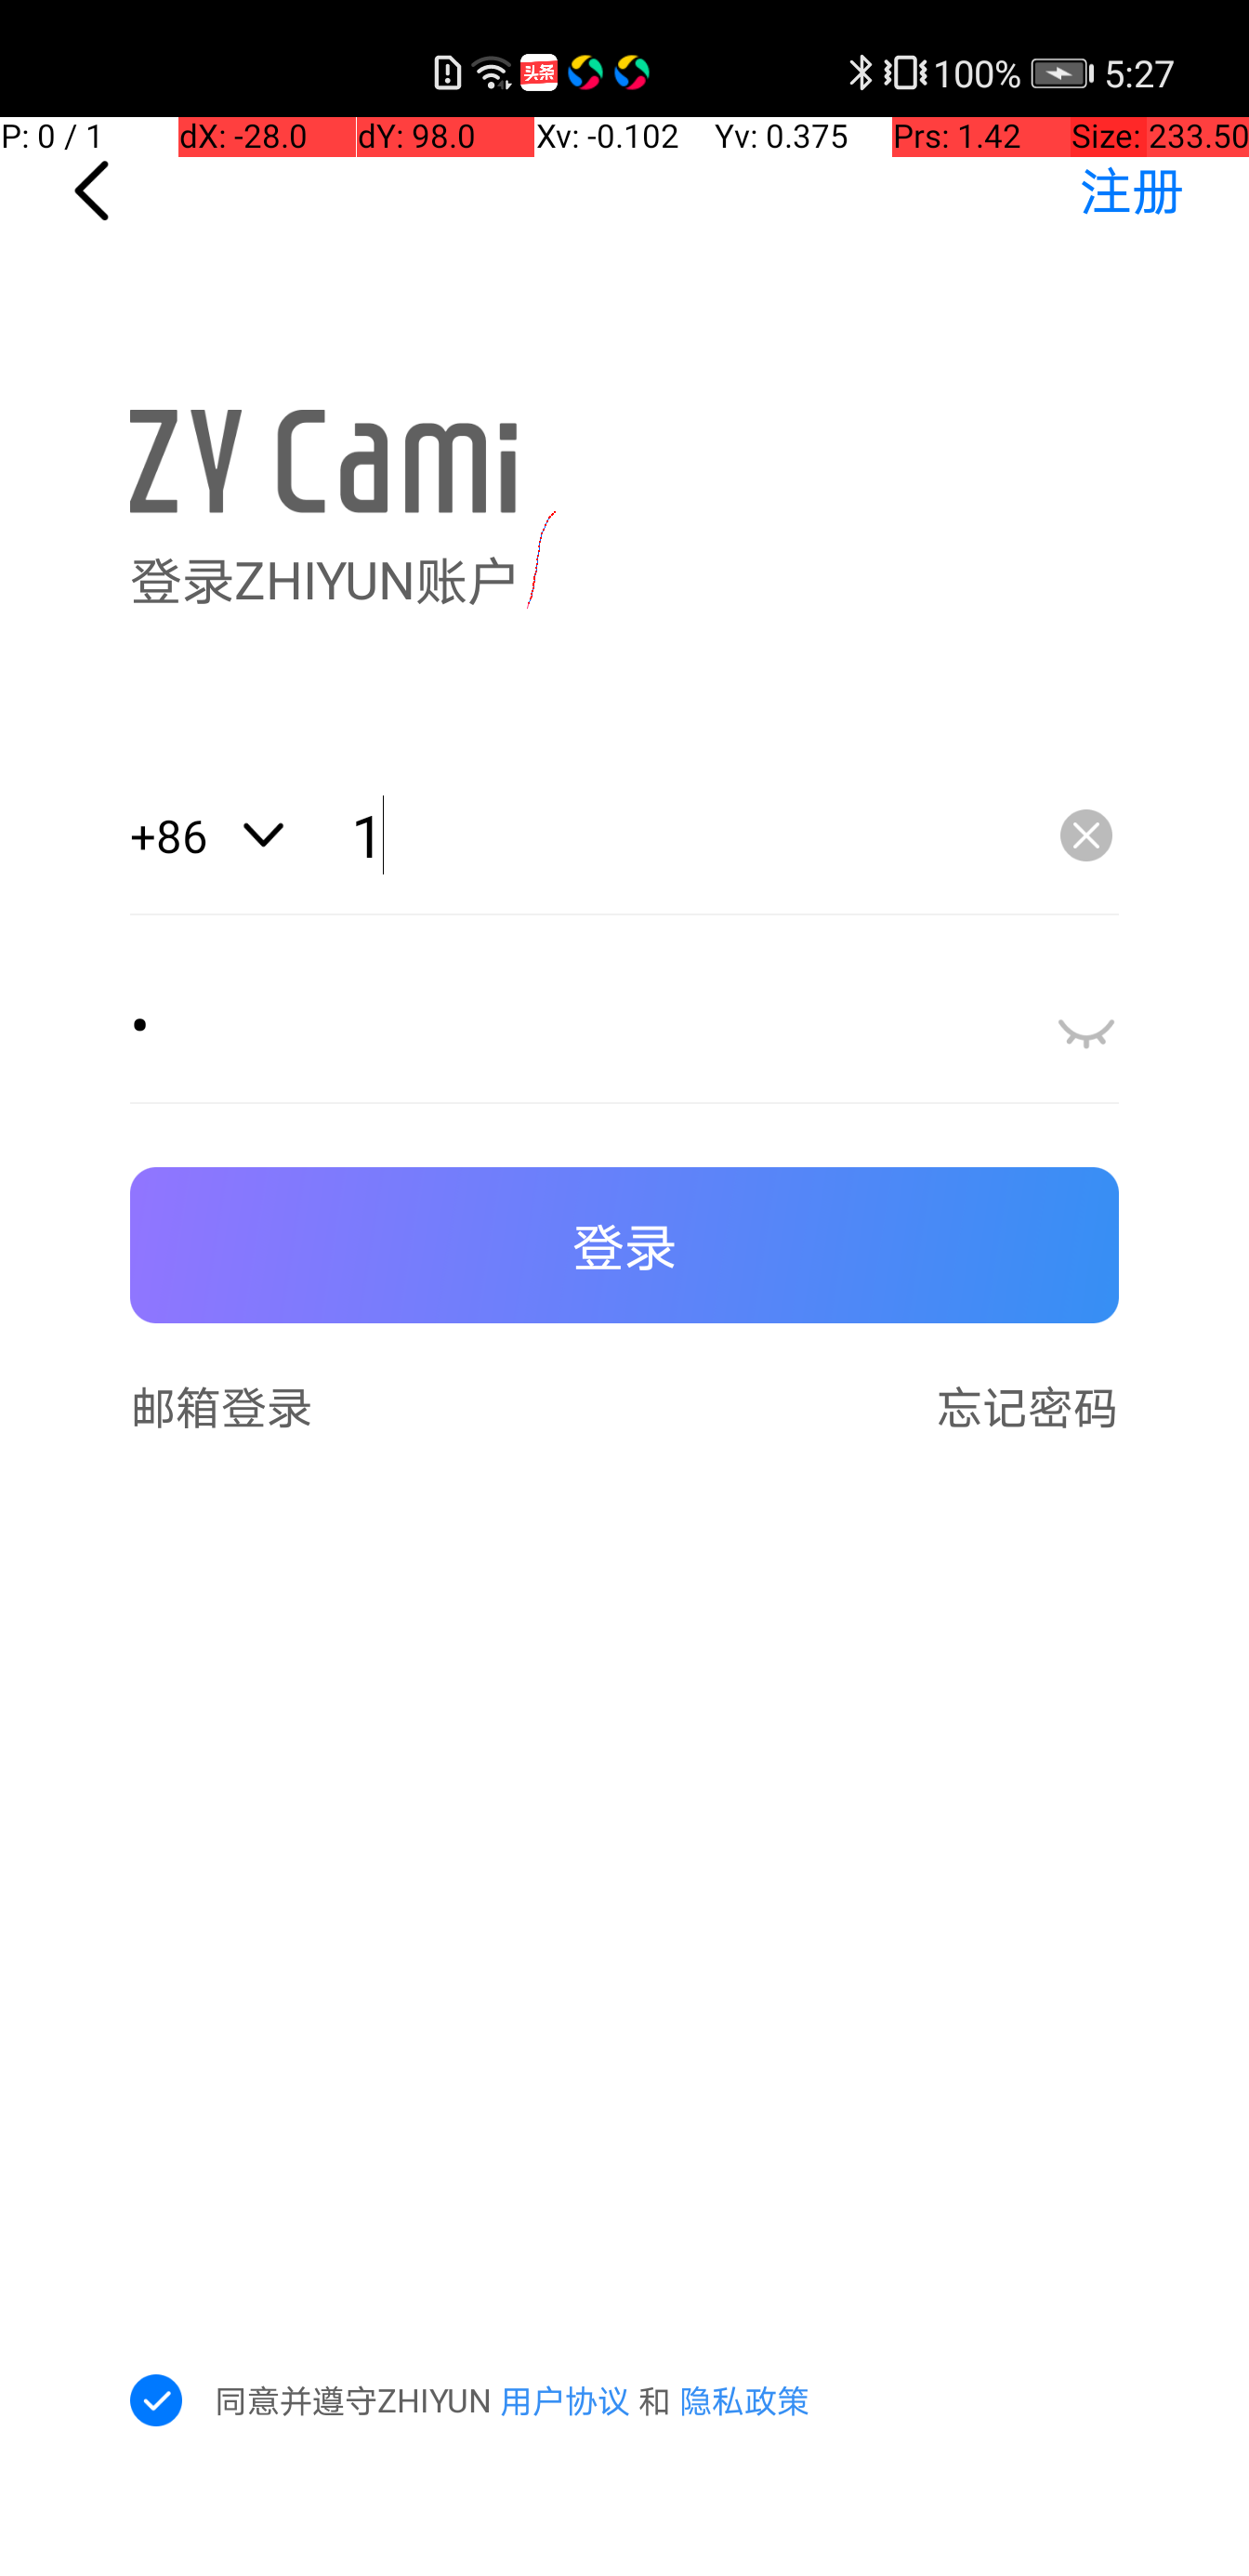 头条 100% 5:27
P: 0 / 1 dX: -28.0 dY: 98.0 Xv: -0.102 Yv: 0.375 Prs: 1.42 Size: 233.50
注册
ZY Cami
登录ZHIYUN账户
+86 1
登录
邮箱登录 忘记密码
同意并遵守ZHIYUN 用户协议 和 隐私政策